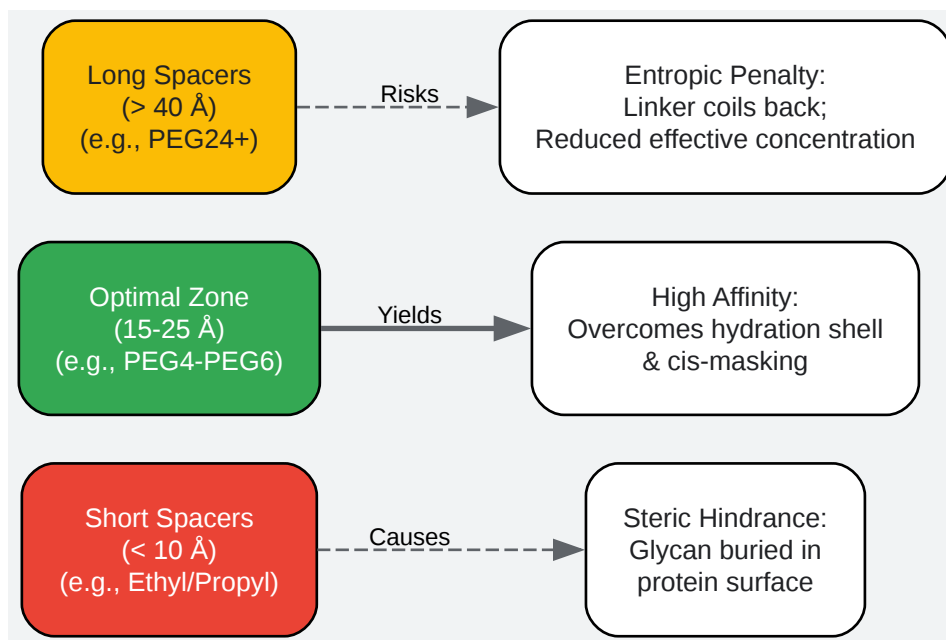 Long Spacers
(> 40 Å)
(e.g., PEG24+)
Risks
Entropic Penalty:
Linker coils back;
Reduced effective concentration
Optimal Zone
(15-25 Å)
(e.g., PEG4-PEG6)
Yields
High Affinity:
Overcomes hydration shell
& cis-masking
Short Spacers
(< 10 Å)
(e.g., Ethyl/Propyl)
Causes
Steric Hindrance:
Glycan buried in
protein surface